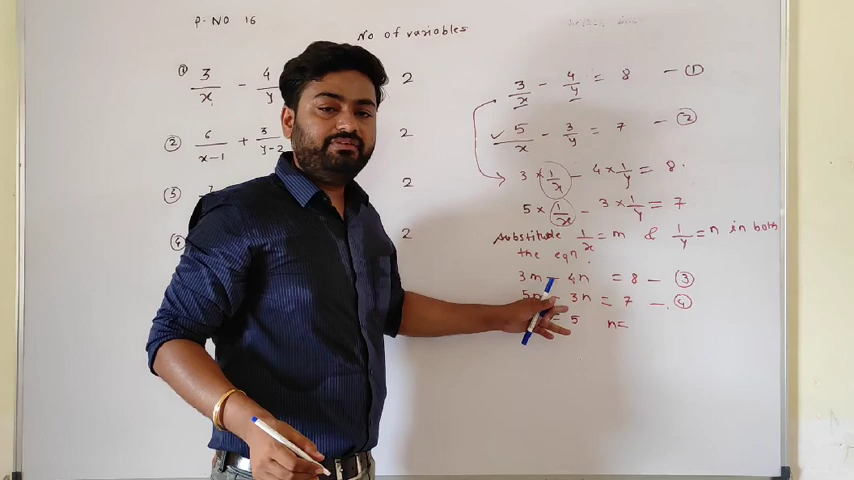 P. NO 16
No of variables
① 3/x - 4/y 2
② 6/x-1 + 3/y-2 2
③ 7 2
④ 2
3/x - 4/y = 8 - ①
✓ 5/x - 3/y = 7 - ②
3 × 1/x - 4 × 1/y = 8.
5 × 1/x - 3 × 1/y = 7
substitute 1/x = m & 1/y = n in both
the eqn.
3m - 4n = 8 - ③
5m - 3n = 7 - ④
= 5 n=